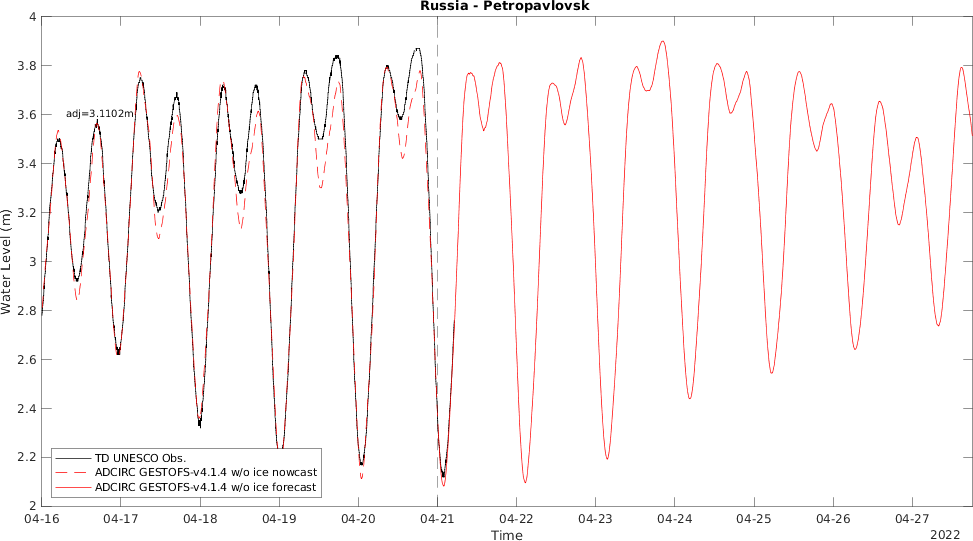 Russia - Petropavlovsk
4
3.8
3.6
3.4
3.2
3
2.8
2.6
2.4
2.2
2
Water Level (m)
adj=3.1102m
TD UNESCO Obs.
ADCIRC GESTOFS-v4.1.4 w/o ice nowcast
ADCIRC GESTOFS-v4.1.4 w/o ice forecast
04-16 04-17 04-18 04-19 04-20 04-21 04-22 04-23 04-24 04-25 04-26 04-27
Time
2022